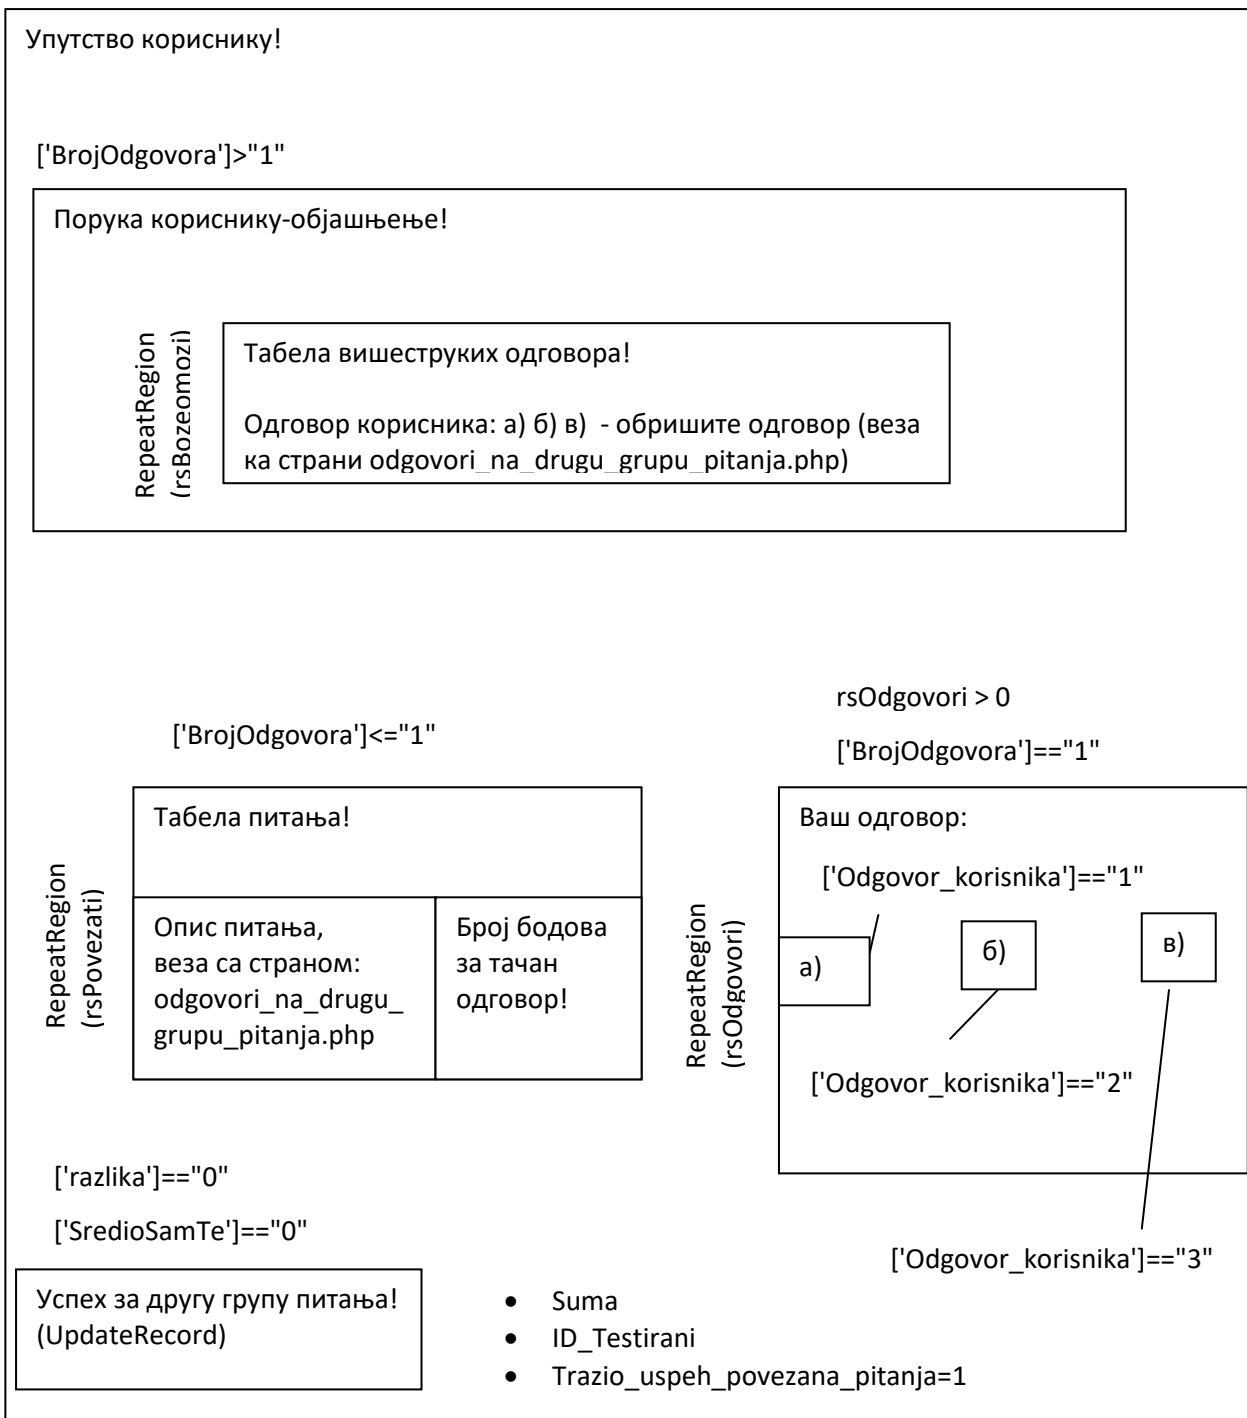 Упутство кориснику!
['BrojOdgovora']>"1"
Порука кориснику-објашњење!
RepeatRegion
(rsBozeomozi)
Табела вишеструких одговора!
Одговор корисника: а) б) в)  - обришите одговор (веза
ка страни odgovori_na_drugu_grupu_pitanja.php)
rsOdgovori > 0
['BrojOdgovora']<="1"
['BrojOdgovora']=="1"
RepeatRegion
(rsPovezati)
Табела питања!
Опис питања,
веза са страном:
odgovori_na_drugu_
grupu_pitanja.php
Број бодова
за тачан
одговор!
RepeatRegion
(rsOdgovori)
Ваш одговор:
['Odgovor_korisnika']=="1"
а)
б)
в)
['Odgovor_korisnika']=="2"
['Odgovor_korisnika']=="3"
['razlika']=="0"
['SredioSamTe']=="0"
Успех за другу групу питања!
(UpdateRecord)
• Suma
• ID_Testirani
• Trazio_uspeh_povezana_pitanja=1